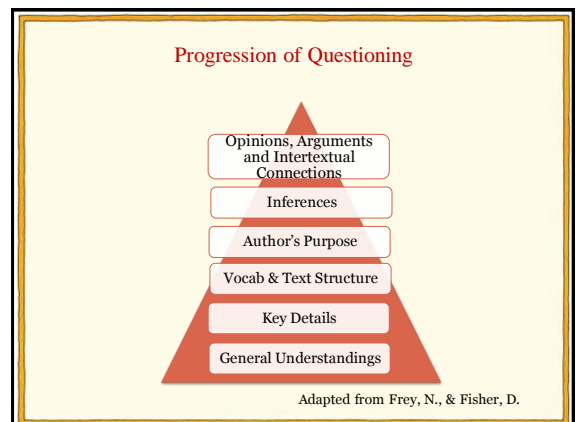 Progression of Questioning
Opinions, Arguments
and Intertextual
Connections
Inferences
Author's Purpose
Vocab & Text Structure
Key Details
General Understandings
Adapted from Frey, N., & Fisher, D.